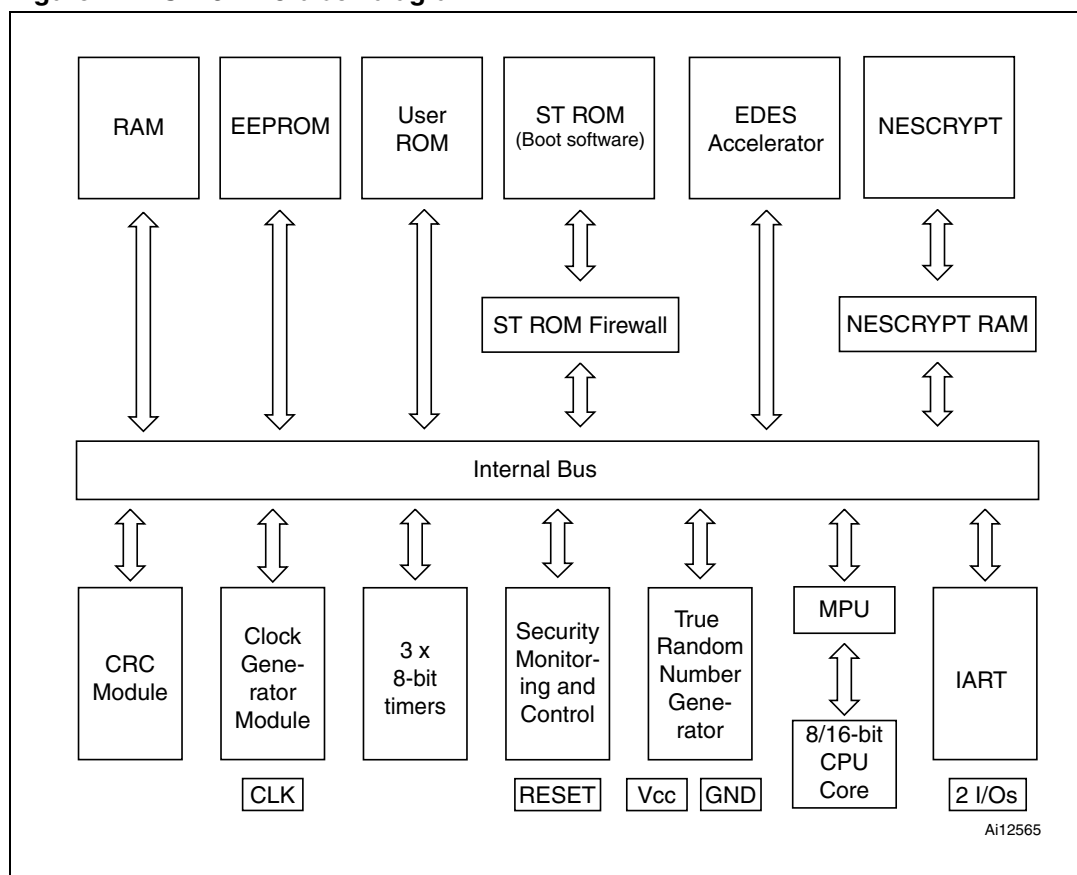 RAM
EEPROM
User
ROM
ST ROM
(Boot software)
EDES
Accelerator
NESCRYPT
ST ROM Firewall
NESCRYPT RAM
Internal Bus
CRC
Module
Clock
Gene-
rator
Module
3 x
8-bit
timers
Security
Monitor-
ing and
Control
True
Random
Number
Gene-
rator
MPU
8/16-bit
CPU
Core
IART
CLK
RESET
Vcc
GND
2 I/Os
Ai12565